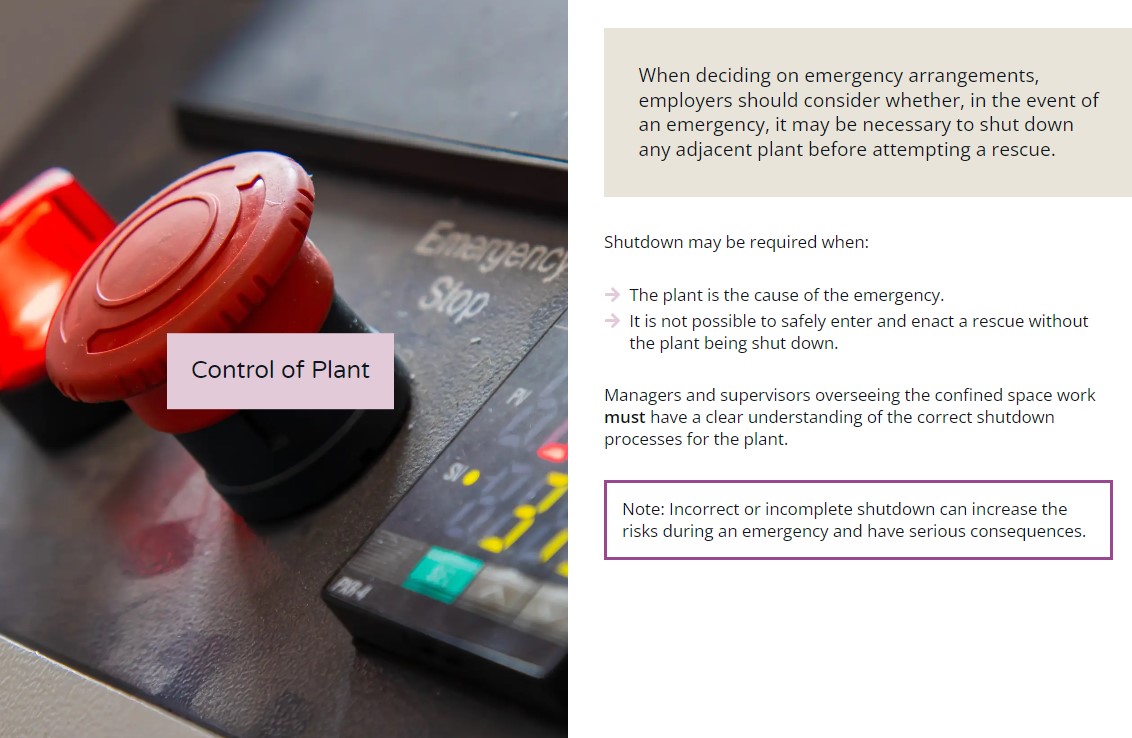 Emergency
Stop
Control of Plant
PV
SV
PXR-4
When deciding on emergency arrangements,
employers should consider whether, in the event of
an emergency, it may be necessary to shut down
any adjacent plant before attempting a rescue.
Shutdown may be required when:
The plant is the cause of the emergency.
It is not possible to safely enter and enact a rescue without
the plant being shut down.
Managers and supervisors overseeing the confined space work
must have a clear understanding of the correct shutdown
processes for the plant.
Note: Incorrect or incomplete shutdown can increase the
risks during an emergency and have serious consequences.